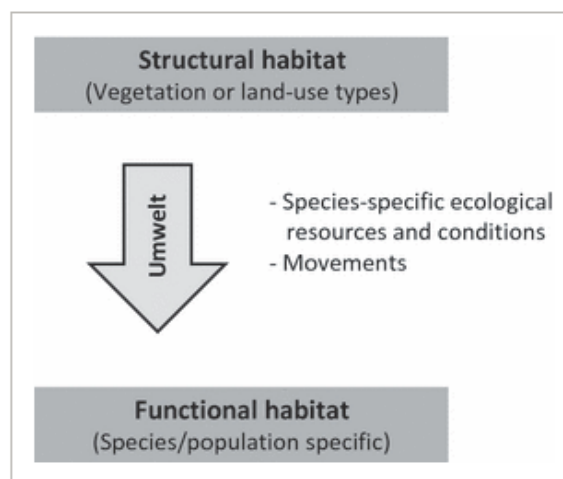 Structural habitat
(Vegetation or land-use types)
Umwelt
- Species-specific ecological
resources and conditions
- Movements
Functional habitat
(Species/population specific)